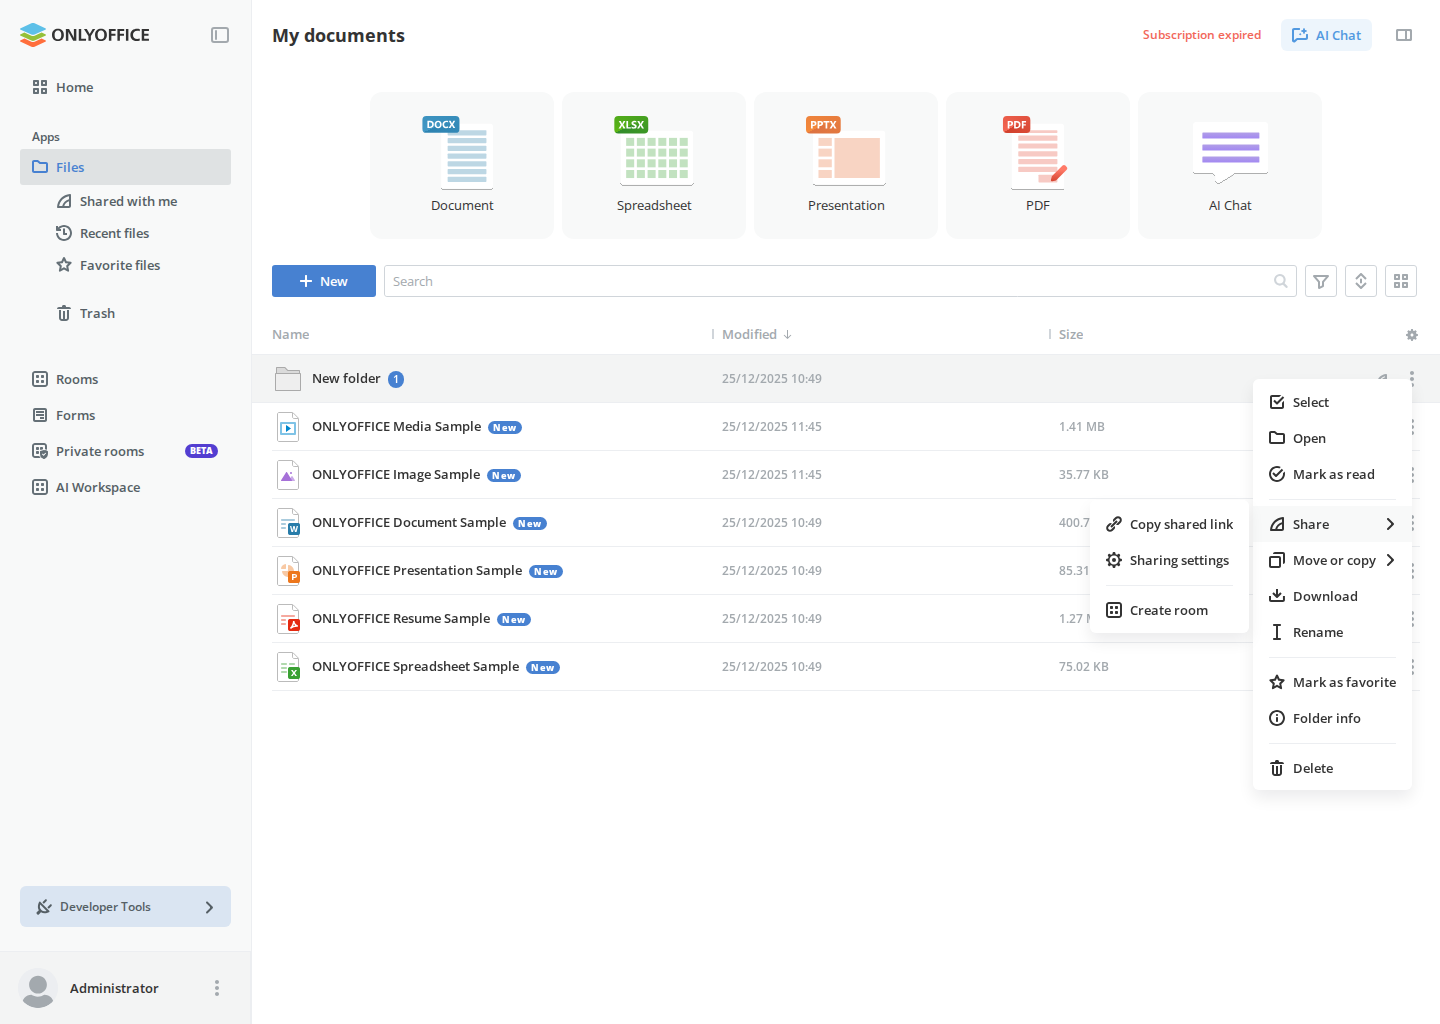 ONLYOFFICE
Home
Apps
Files
Shared with me
Recent files
Favorite files
Trash
Rooms
Forms
Private rooms BETA
AI Workspace
Developer Tools
Administrator
My documents
Subscription expired
AI Chat
DOCX
Document
XLSX
Spreadsheet
PPTX
Presentation
PDF
PDF
AI Chat
New
Search
Name Modified Size
New folder 1 25/12/2025 10:49
ONLYOFFICE Media Sample New 25/12/2025 11:45 1.41 MB
ONLYOFFICE Image Sample New 25/12/2025 11:45 35.77 KB
W
ONLYOFFICE Document Sample New 25/12/2025 10:49 400.7
P
ONLYOFFICE Presentation Sample New 25/12/2025 10:49 85.31
ONLYOFFICE Resume Sample New 25/12/2025 10:49 1.27
X
ONLYOFFICE Spreadsheet Sample New 25/12/2025 10:49 75.02 KB
Copy shared link
Sharing settings
Create room
Select
Open
Mark as read
Share
Move or copy
Download
Rename
Mark as favorite
Folder info
Delete